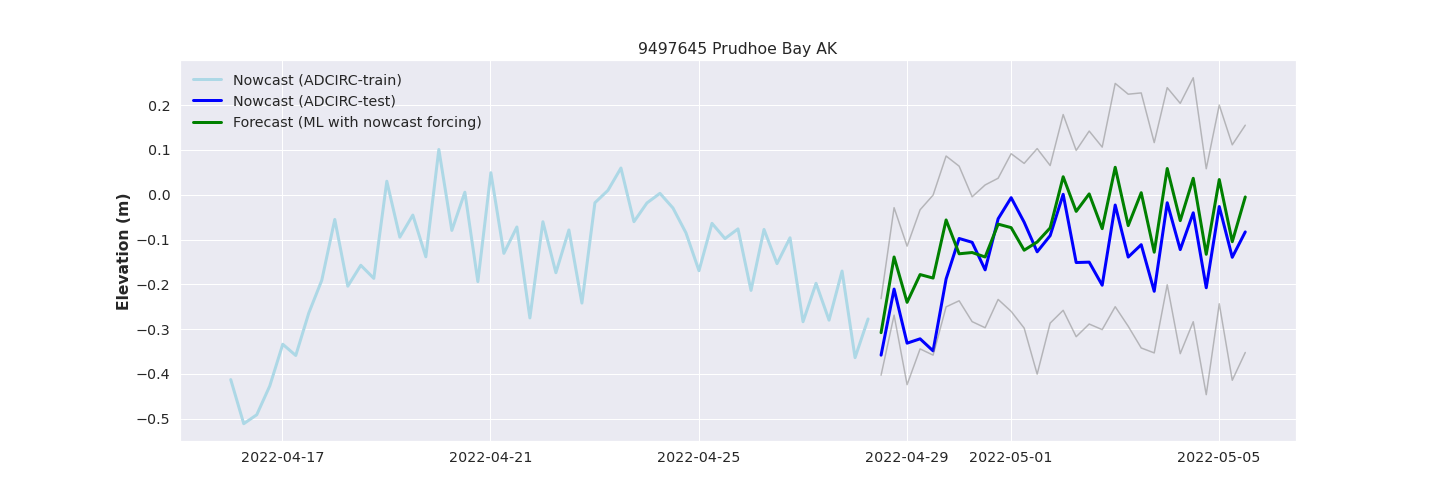 9497645 Prudhoe Bay AK
Nowcast (ADCIRC-train)
Nowcast (ADCIRC-test)
Forecast (ML with nowcast forcing)
Elevation (m)
0.2
0.1
0.0
−0.1
−0.2
−0.3
−0.4
−0.5
2022-04-17 2022-04-21 2022-04-25 2022-04-29 2022-05-01 2022-05-05